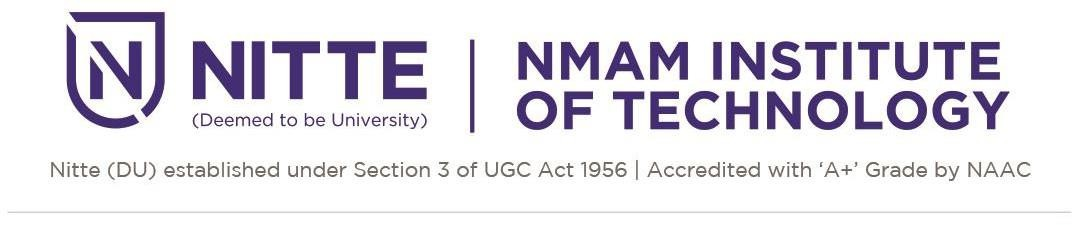 N NITTE
(Deemed to be University)
NMAM INSTITUTE
OF TECHNOLOGY
Nitte (DU) established under Section 3 of UGC Act 1956 | Accredited with ‘A+’ Grade by NAAC